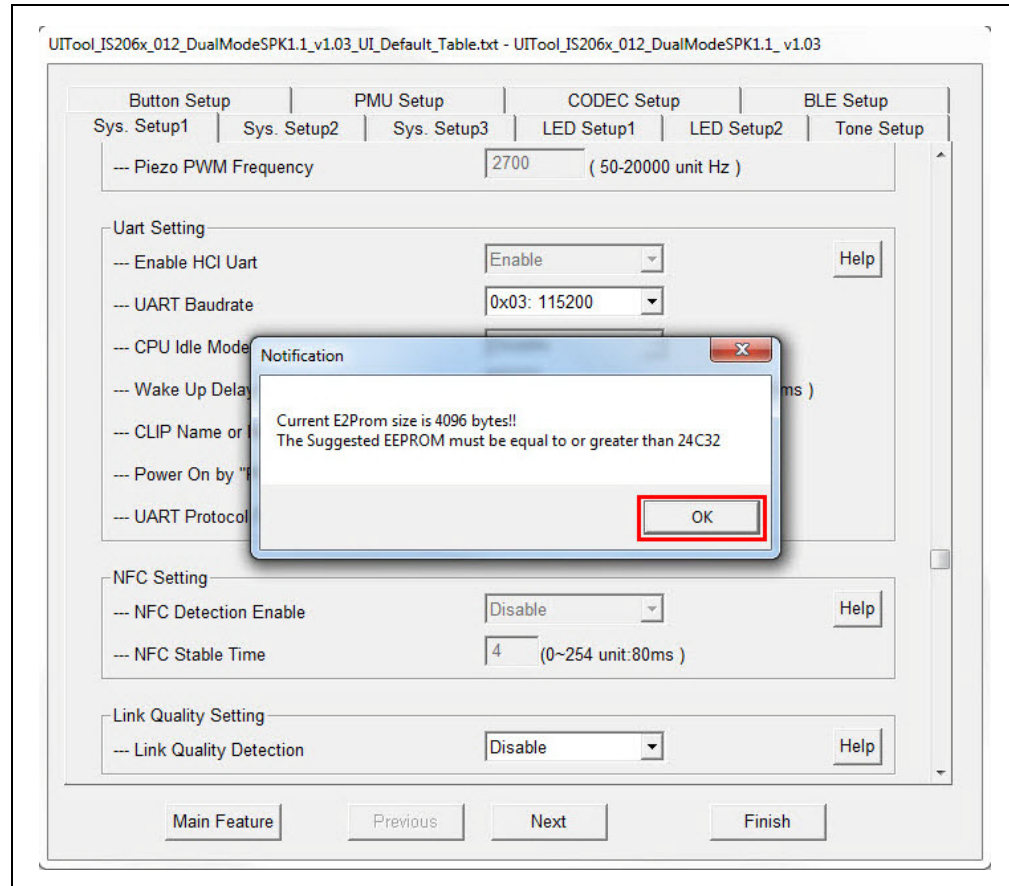 UITool_IS206x_012_DualModeSPK1.1_v1.03_UI_Default_Table.txt - UITool_IS206x_012_DualModeSPK1.1_ v1.03
Button Setup PMU Setup CODEC Setup BLE Setup
Sys. Setup1 Sys. Setup2 Sys. Setup3 LED Setup1 LED Setup2 Tone Setup
--- Piezo PWM Frequency 2700 ( 50-20000 unit Hz )
Uart Setting
--- Enable HCI Uart Enable Help
--- UART Baudrate 0x03: 115200
--- CPU Idle Mode
Notification
--- Wake Up Delay ms )
Current E2Prom size is 4096 bytes!!
--- CLIP Name or
The Suggested EEPROM must be equal to or greater than 24C32
--- Power On by "
--- UART Protocol
OK
NFC Setting
--- NFC Detection Enable Disable Help
--- NFC Stable Time 4 (0~254 unit:80ms )
Link Quality Setting
--- Link Quality Detection Disable Help
Main Feature Previous Next Finish